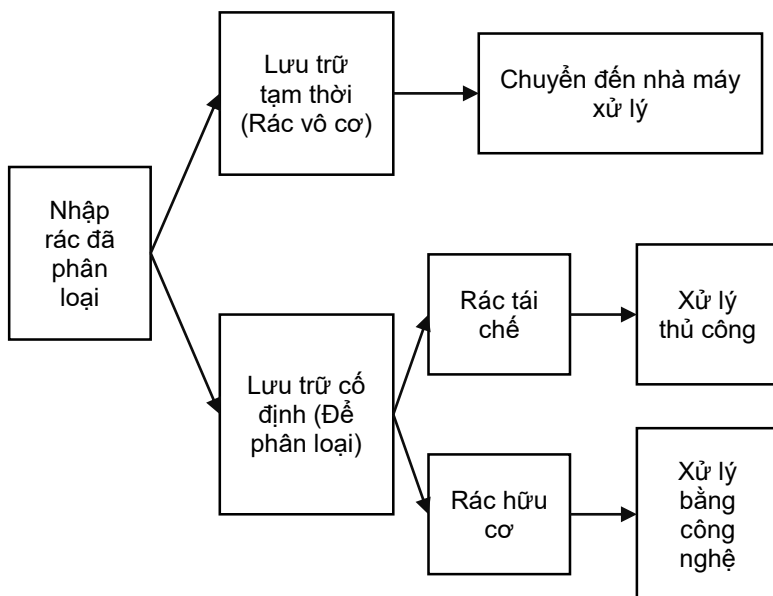 Nhập
rác đã
phân
loại
Lưu trữ
tạm thời
(Rác vô cơ)
Chuyển đến nhà máy
xử lý
Lưu trữ cố
định (Để
phân loại)
Rác tái
chế
Xử lý
thủ công
Rác hữu
cơ
Xử lý
bằng
công
nghệ